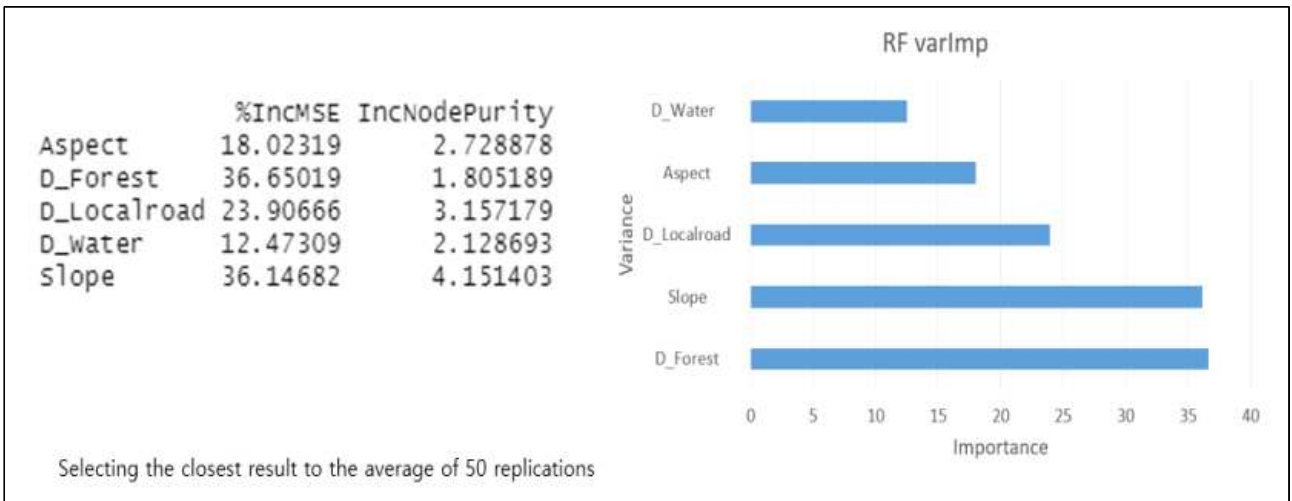 %IncMSE IncNodePurity
Aspect 18.02319 2.728878
D_Forest 36.65019 1.805189
D_Localroad 23.90666 3.157179
D_Water 12.47309 2.128693
Slope 36.14682 4.151403
Selecting the closest result to the average of 50 replications
RF varImp
Variance
D_Water
Aspect
D_Localroad
Slope
D_Forest
0 5 10 15 20 25 30 35 40
Importance